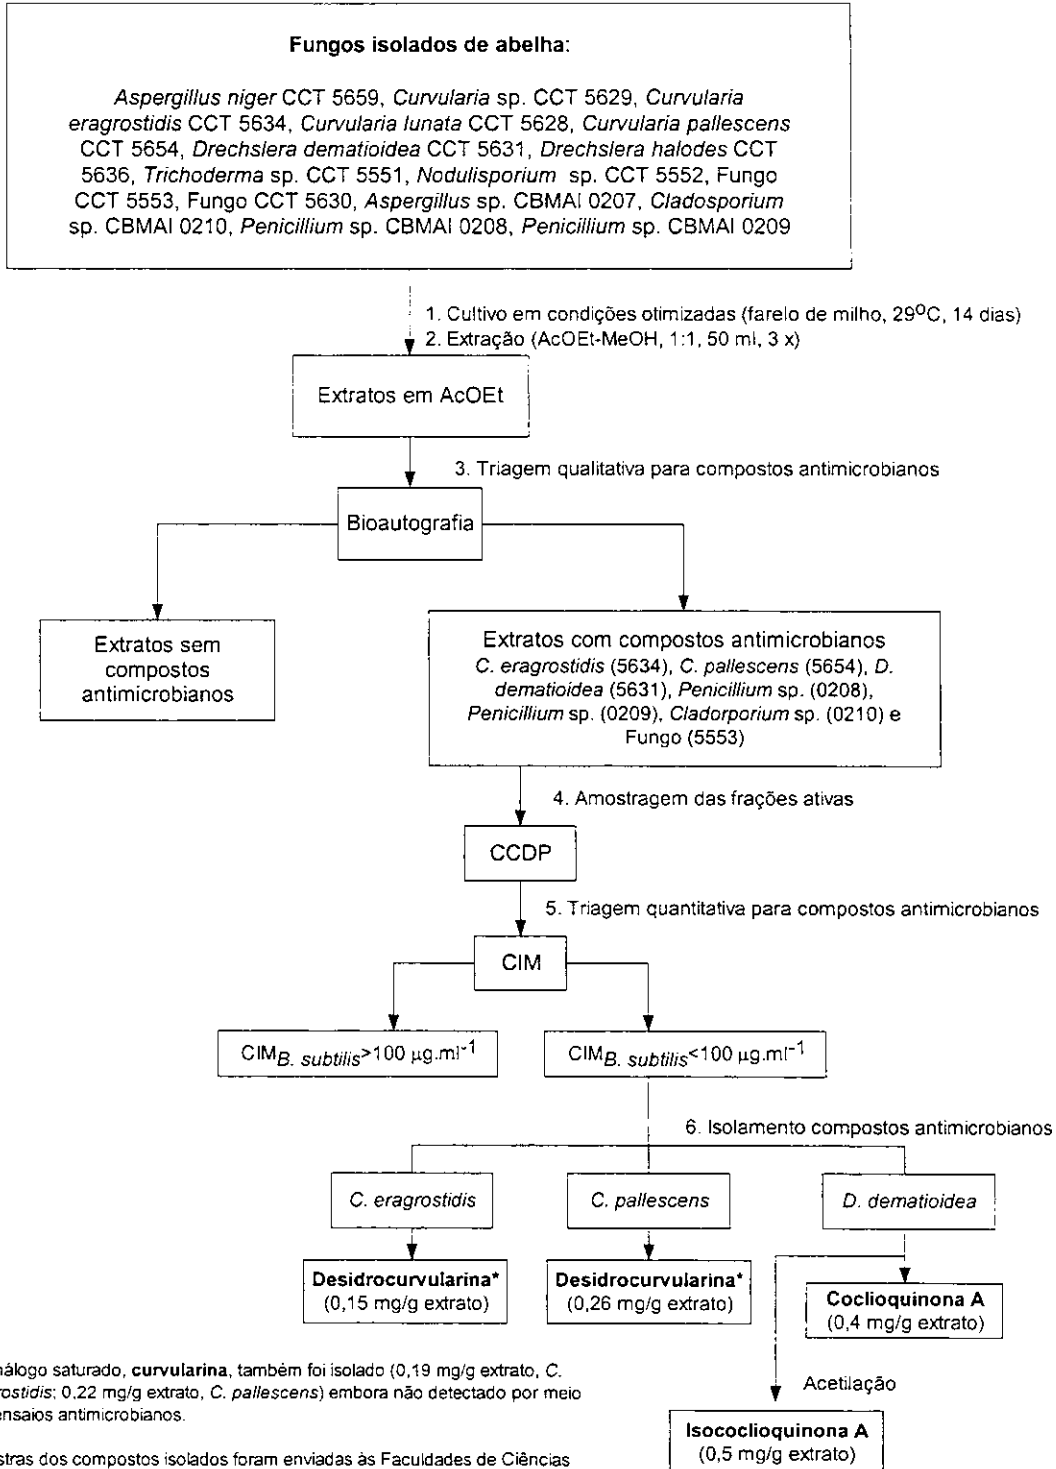 Fungos isolados de abelha:
Aspergillus niger CCT 5659, Curvularia sp. CCT 5629, Curvularia
eragrostidis CCT 5634, Curvularia lunata CCT 5628, Curvularia pallescens
CCT 5654, Drechslera dematioidea CCT 5631, Drechslera halodes CCT
5636, Trichoderma sp. CCT 5551, Nodulisporium sp. CCT 5552, Fungo
CCT 5553, Fungo CCT 5630, Aspergillus sp. CBMAI 0207, Cladosporium
sp. CBMAI 0210, Penicillium sp. CBMAI 0208, Penicillium sp. CBMAI 0209
1. Cultivo em condições otimizadas (farelo de milho, 29ºC, 14 dias)
2. Extração (AcOEt-MeOH, 1:1, 50 ml, 3 x)
Extratos em AcOEt
3. Triagem qualitativa para compostos antimicrobianos
Bioautografia
Extratos sem
compostos
antimicrobianos
Extratos com compostos antimicrobianos
C. eragrostidis (5634), C. pallescens (5654), D.
dematioidea (5631), Penicillium sp. (0208),
Penicillium sp. (0209), Cladorporium sp. (0210) e
Fungo (5553)
4. Amostragem das frações ativas
CCDP
5. Triagem quantitativa para compostos antimicrobianos
CIM
CIM B. subtilis>100 µg.ml-1
CIM B. subtilis<100 µg.ml-1
6. Isolamento compostos antimicrobianos
C. eragrostidis
C. pallescens
D. dematioidea
Desidrocurvularina*
(0,15 mg/g extrato)
Desidrocurvularina*
(0,26 mg/g extrato)
Coclioquinona A
(0,4 mg/g extrato)
Acetilação
Isococlioquinona A
(0,5 mg/g extrato)
nálogo saturado, curvularina, também foi isolado (0,19 mg/g extrato, C.
rostidis; 0,22 mg/g extrato, C. pallescens) embora não detectado por meio
ensaios antimicrobianos.
stras dos compostos isolados foram enviadas às Faculdades de Ciências